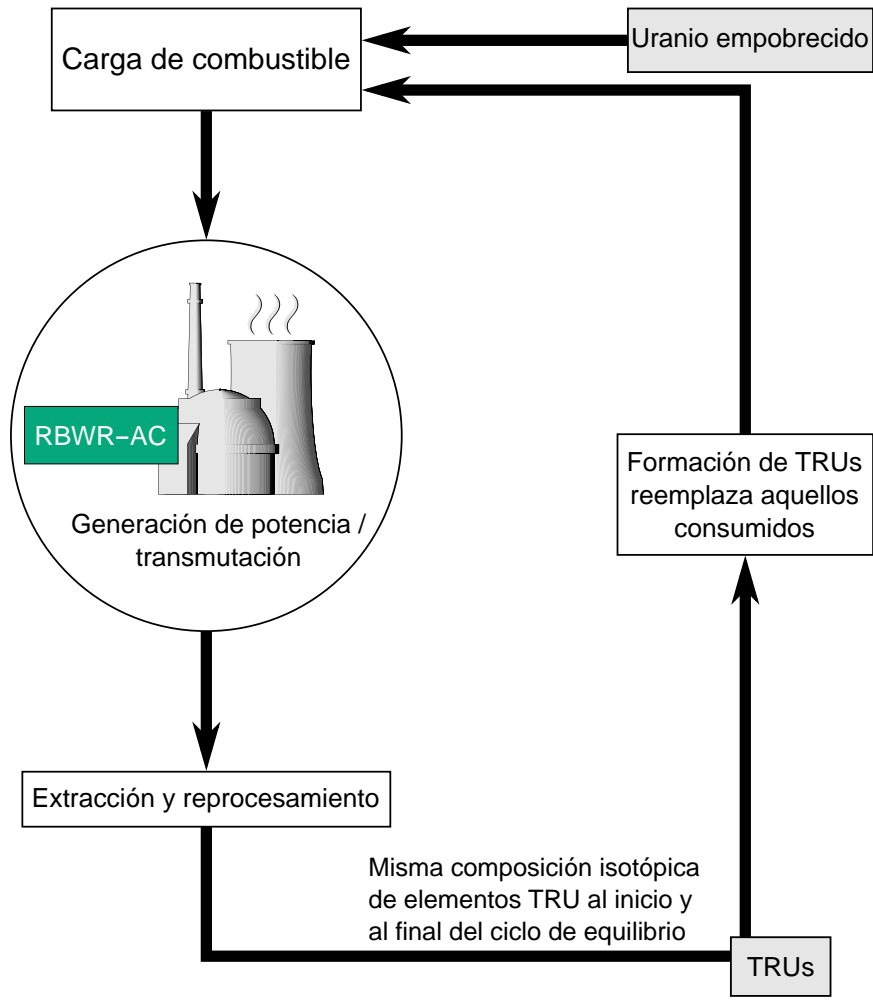 Uranio empobrecido
Carga de combustible
RBWR-AC
Generación de potencia /
transmutación
Formación de TRUs
reemplaza aquellos
consumidos
Extracción y reprocesamiento
Misma composición isotópica
de elementos TRU al inicio y
al final del ciclo de equilibrio
TRUs